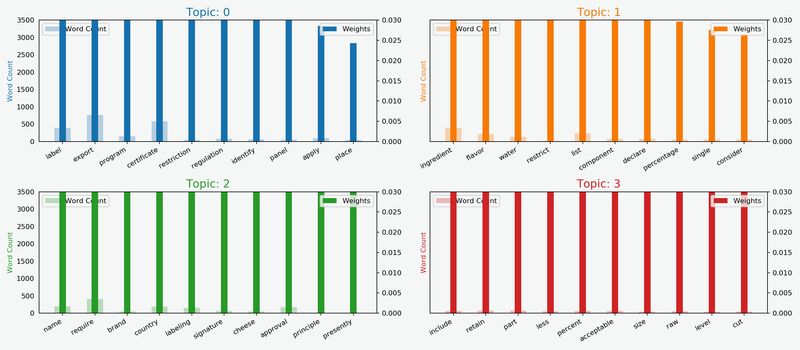 Topic: 0
Word Count
Weights
Word Count
3500
3000
2500
2000
1500
1000
500
0
0.030
0.025
0.020
0.015
0.010
0.005
0.000
label export program certificate restriction regulation identify panel apply place
Topic: 1
Word Count
Weights
Word Count
0.030
0.025
0.020
0.015
0.010
0.005
0.000
ingredient flavor water restrict list component declare percentage single consider
Topic: 2
Word Count
Weights
Word Count
3500
3000
2500
2000
1500
1000
500
0
0.030
0.025
0.020
0.015
0.010
0.005
0.000
name require brand country labeling signature cheese approval principle presently
Topic: 3
Word Count
Weights
Word Count
0.030
0.025
0.020
0.015
0.010
0.005
0.000
include retain part less percent acceptable size raw level cut